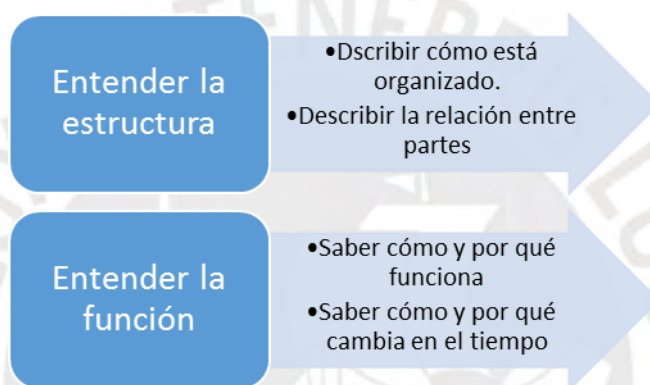 Entender la
estructura
•Dscribir cómo está
organizado.
•Describir la relación entre
partes
Entender la
función
•Saber cómo y por qué
funciona
•Saber cómo y por qué
cambia en el tiempo